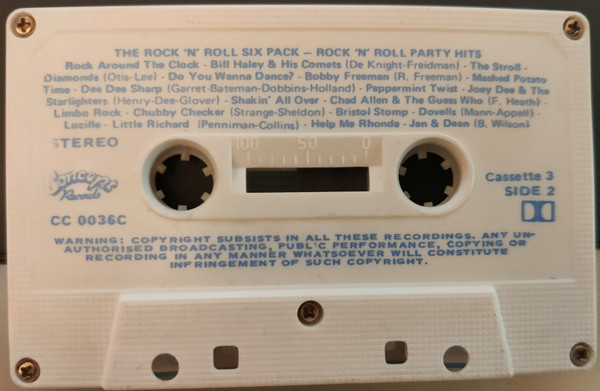 THE ROCK 'N' ROLL SIX PACK — ROCK 'N' ROLL PARTY HITS
Rock Around The Clock - Bill Haley & His Comets (De Knight-Freidman) - The Stroll -
Diamonds (Otis-Lee) - Do You Wanna Dance? - Bobby Freeman (R. Freeman) - Mashed Potato
Time - Dee Dee Sharp (Garret-Bateman-Dobbins-Holland) - Peppermint Twist - Joey Dee & The
Starlighters (Henry-Dee-Glover) - Shakin' All Over - Chad Allen & The Guess Who (F. Heath) -
Limbo Rock - Chubby Checker (Strange-Sheldon) - Bristol Stomp - Dovells (Mann-Appell) -
Lucille - Little Richard (Penniman-Collins) - Help Me Rhonda - Jan & Deen (B. Wilson)
STEREO
100 50 0
Concept
Records
Cassette 3
SIDE 2
CC 0036C
WARNING: COPYRIGHT SUBSISTS IN ALL THESE RECORDINGS. ANY UN-
AUTHORISED BROADCASTING, PUBLIC PERFORMANCE, COPYING OR
RECORDING IN ANY MANNER WHATSOEVER WILL CONSTITUTE
INFRINGEMENT OF SUCH COPYRIGHT.